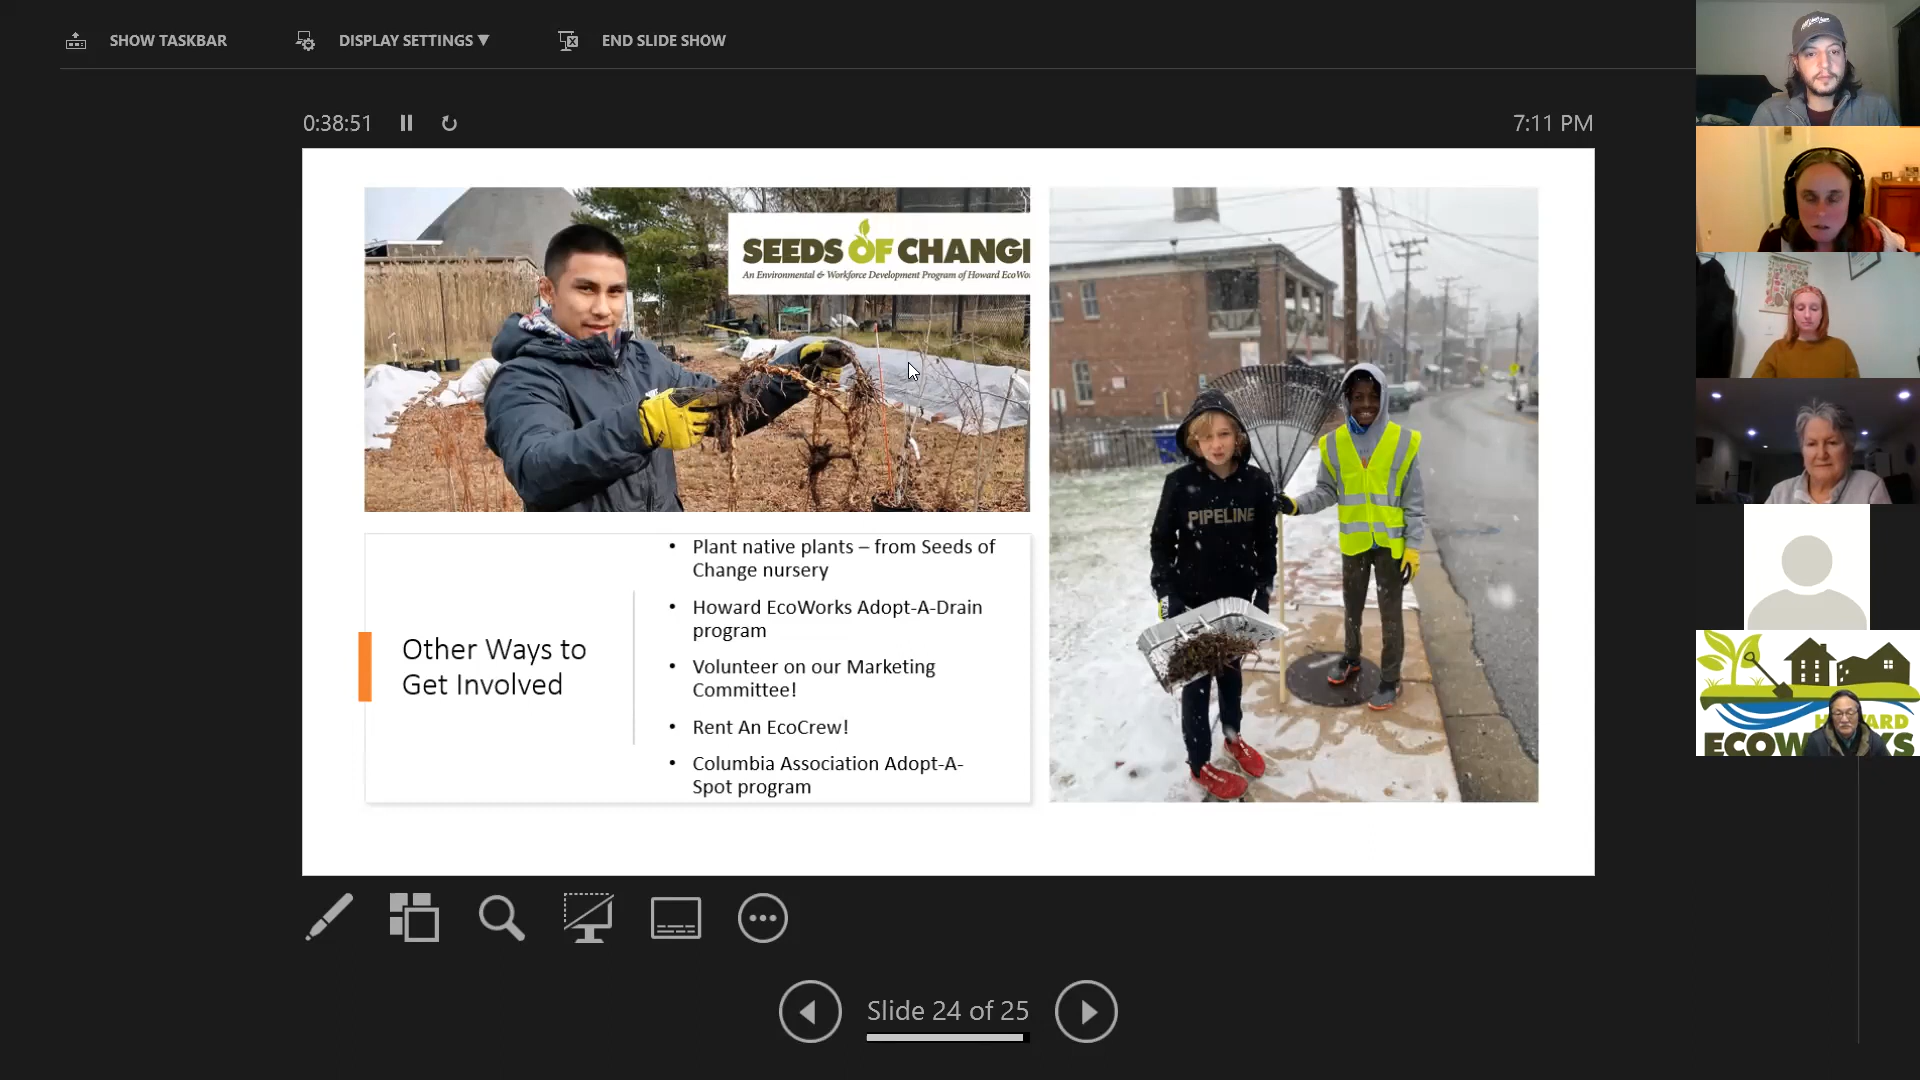 SHOW TASKBAR
DISPLAY SETTINGS ▼
END SLIDE SHOW
0:38:51
7:11 PM
SEEDS OF CHANG
An Environmental & Workforce Development Program of Howard EcoWo
PIPELINE
Other Ways to
Get Involved
• Plant native plants – from Seeds of
Change nursery
• Howard EcoWorks Adopt-A-Drain
program
• Volunteer on our Marketing
Committee!
• Rent An EcoCrew!
• Columbia Association Adopt-A-
Spot program
Slide 24 of 25